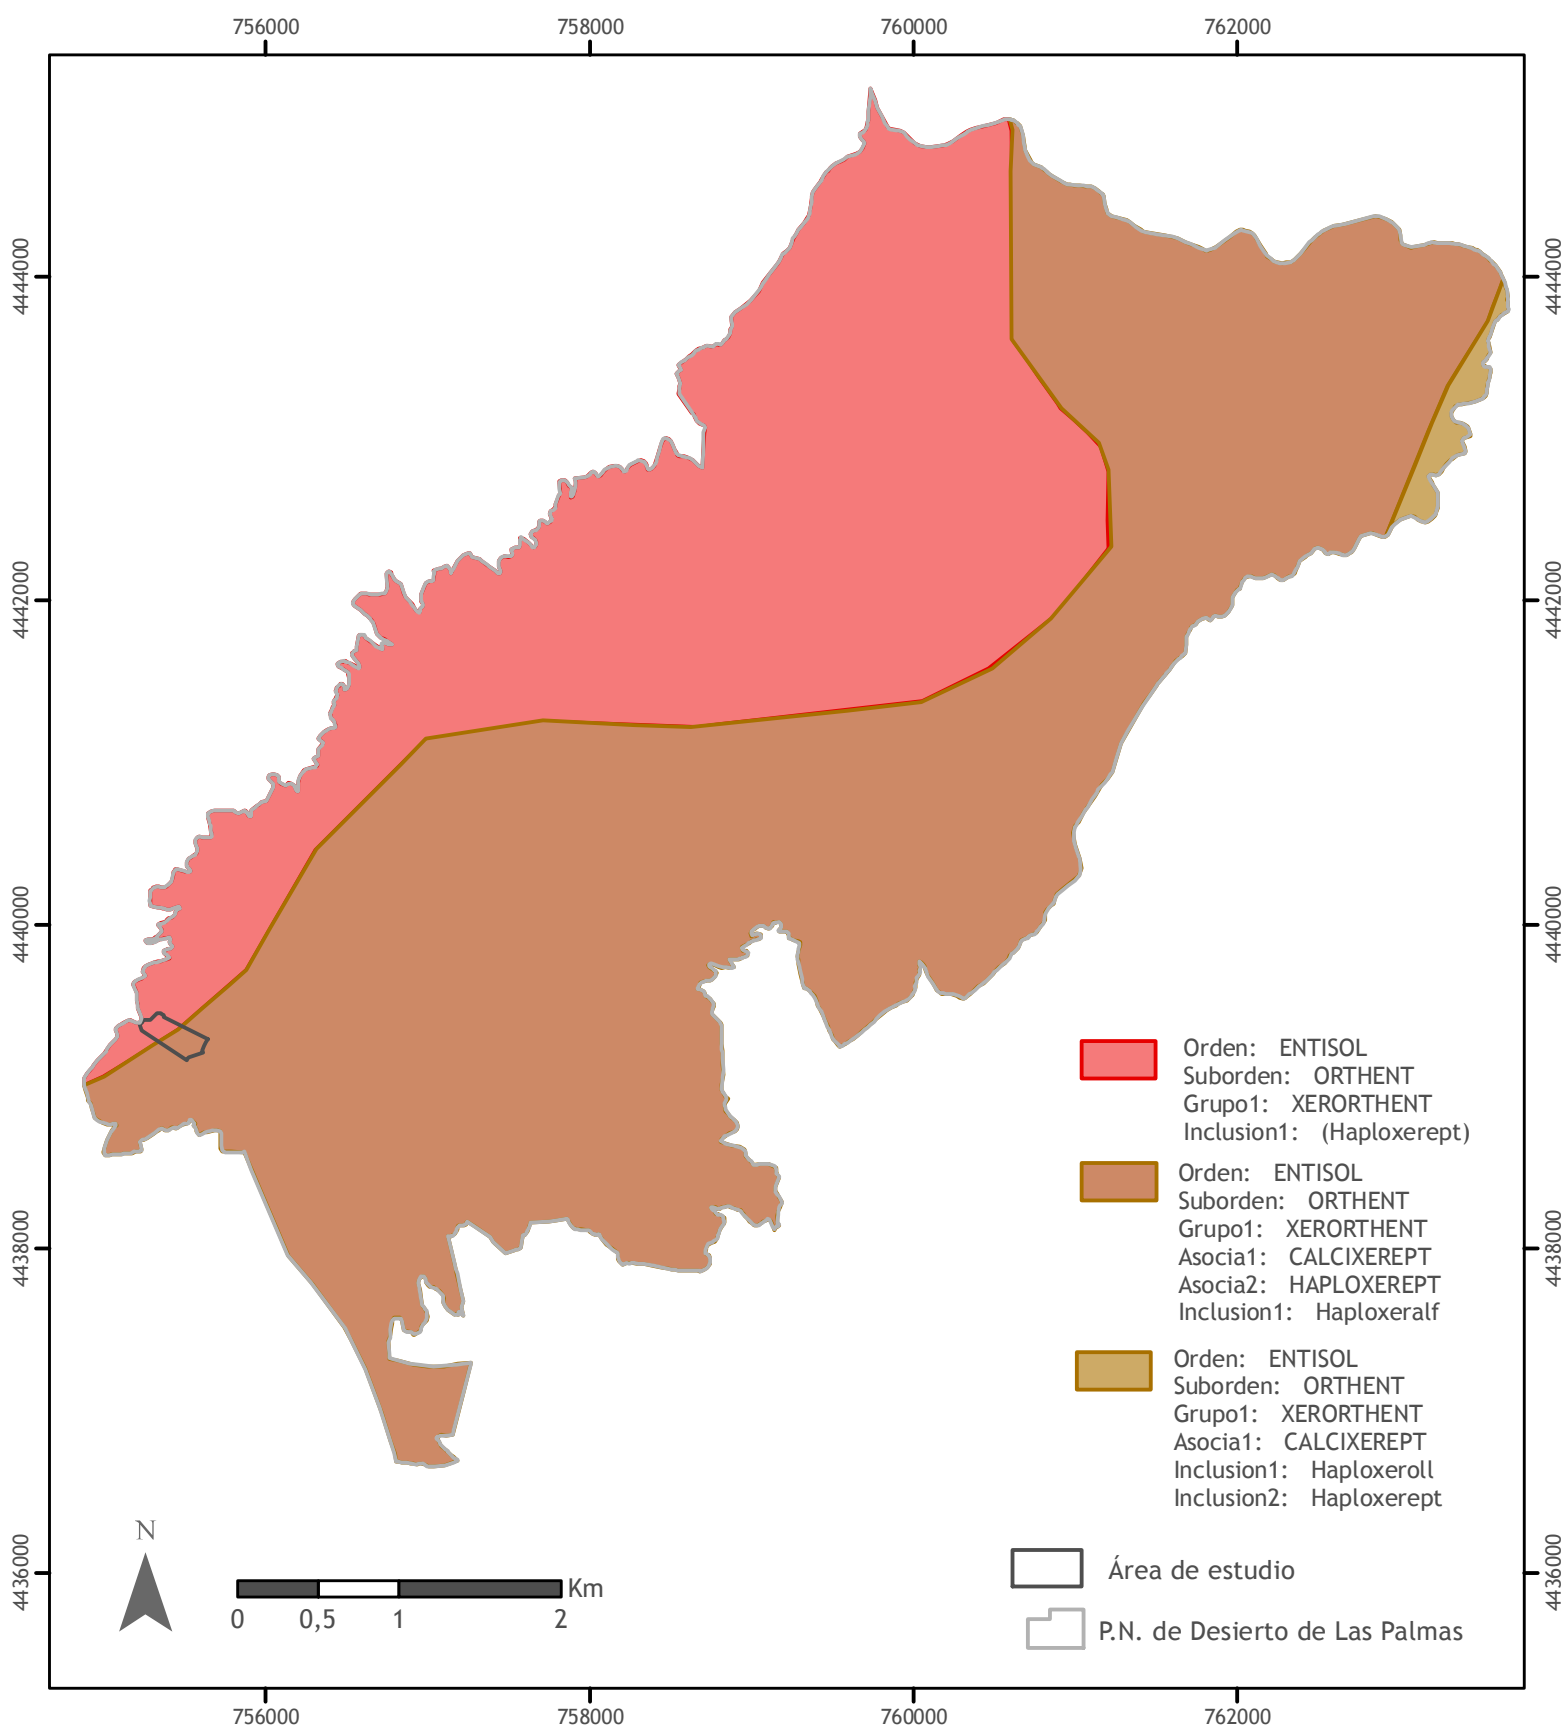 756000 758000 760000 762000
4444000 4444000
4442000 4442000
4440000 4440000
Orden: ENTISOL
Suborden: ORTHENT
Grupo1: XERORTHENT
Inclusion1: (Haploxerept)
Orden: ENTISOL
Suborden: ORTHENT
Grupo1: XERORTHENT
Asocia1: CALCIXEREPT
Asocia2: HAPLOXEREPT
Inclusion1: Haploxeralf
4438000 4438000
Orden: ENTISOL
Suborden: ORTHENT
Grupo1: XERORTHENT
Asocia1: CALCIXEREPT
Inclusion1: Haploxeroll
Inclusion2: Haploxerept
4436000 4436000
N
Km
0 0,5 1 2
Área de estudio
P.N. de Desierto de Las Palmas
756000 758000 760000 762000